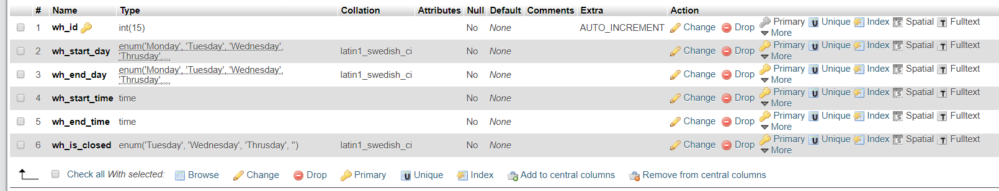 # Name Type Collation Attributes Null Default Comments Extra Action
1 wh_id int(15) No None AUTO_INCREMENT Change Drop Primary Unique Index Spatial Fulltext
More
2 wh_start_day enum('Monday', 'Tuesday', 'Wednesday', latin1_swedish_ci No None Change Drop Primary Unique Index Spatial Fulltext
'Thrusday',... More
3 wh_end_day enum('Monday', 'Tuesday', 'Wednesday', latin1_swedish_ci No None Change Drop Primary Unique Index Spatial Fulltext
'Thrusday',... More
4 wh_start_time time No None Change Drop Primary Unique Index Spatial Fulltext
More
5 wh_end_time time No None Change Drop Primary Unique Index Spatial Fulltext
More
6 wh_is_closed enum('Tuesday', 'Wednesday', 'Thrusday', '') latin1_swedish_ci No None Change Drop Primary Unique Index Spatial Fulltext
More
Check all With selected: Browse Change Drop Primary Unique Index Add to central columns Remove from central columns